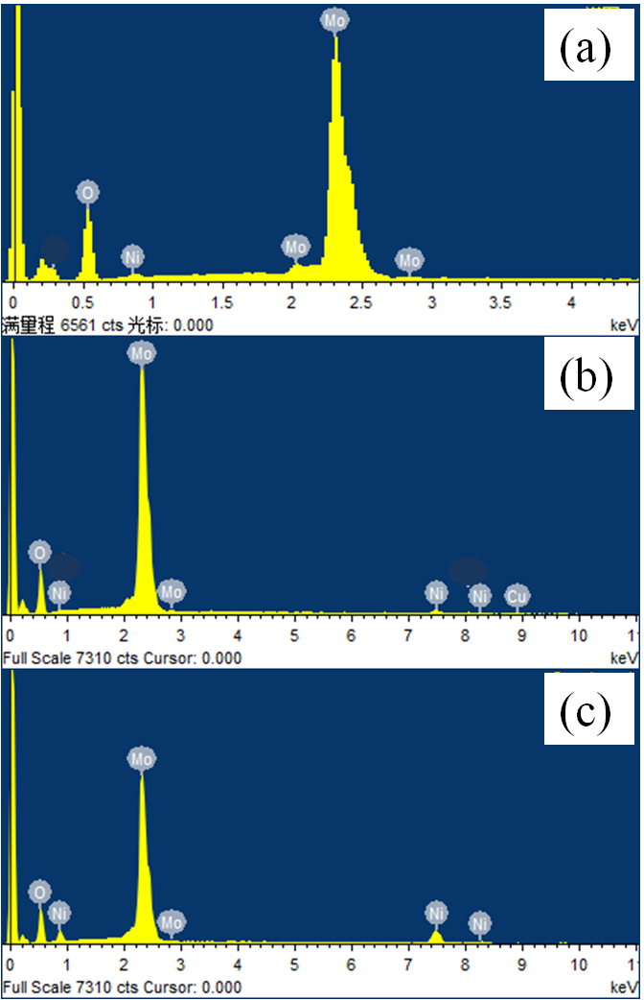 (a)
Mo
O
Ni
Mo
Mo
0 0.5 1 1.5 2 2.5 3 3.5 4
满量程 6561 cts 光标: 0.000 keV
(b)
Mo
O
Ni
Mo
Ni
Ni
Cu
0 1 2 3 4 5 6 7 8 9 10 11
Full Scale 7310 cts Cursor: 0.000 keV
(c)
Mo
O
Ni
Mo
Ni
Ni
0 1 2 3 4 5 6 7 8 9 10 11
Full Scale 7310 cts Cursor: 0.000 keV